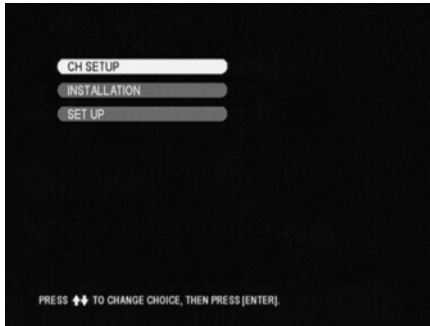 CH SETUP
INSTALLATION
SET UP
PRESS ⬆⬇ TO CHANGE CHOICE, THEN PRESS [ENTER].